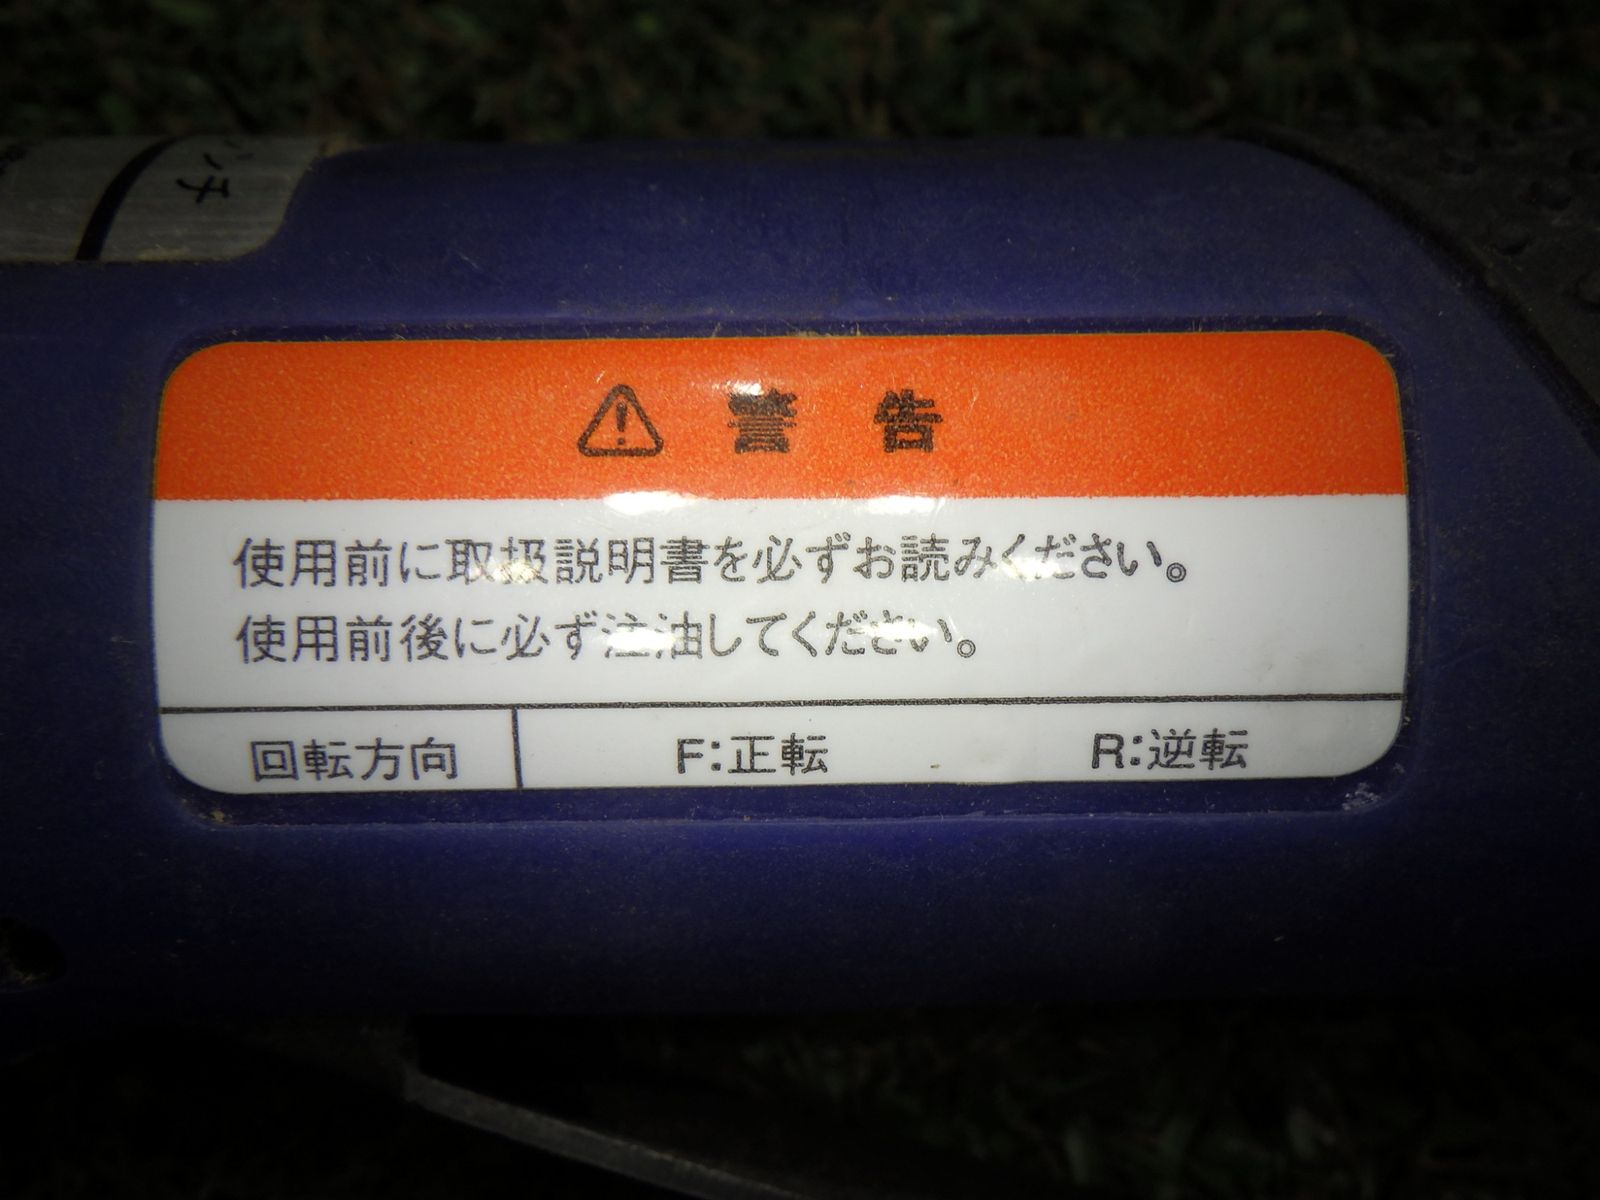 ⚠ 警告
使用前に取扱説明書を必ずお読みください。
使用前後に必ず注油してください。
回転方向 F:正転 R:逆転